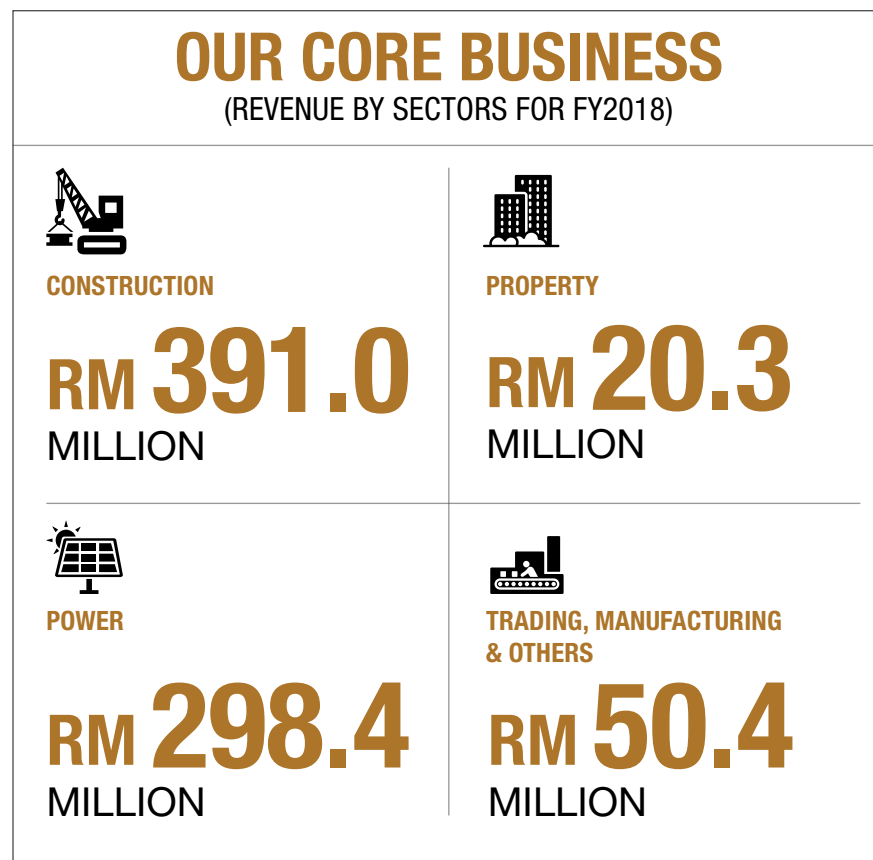 OUR CORE BUSINESS
(REVENUE BY SECTORS FOR FY2018)
CONSTRUCTION
RM 391.0
MILLION
PROPERTY
RM 20.3
MILLION
POWER
RM 298.4
MILLION
TRADING, MANUFACTURING
& OTHERS
RM 50.4
MILLION